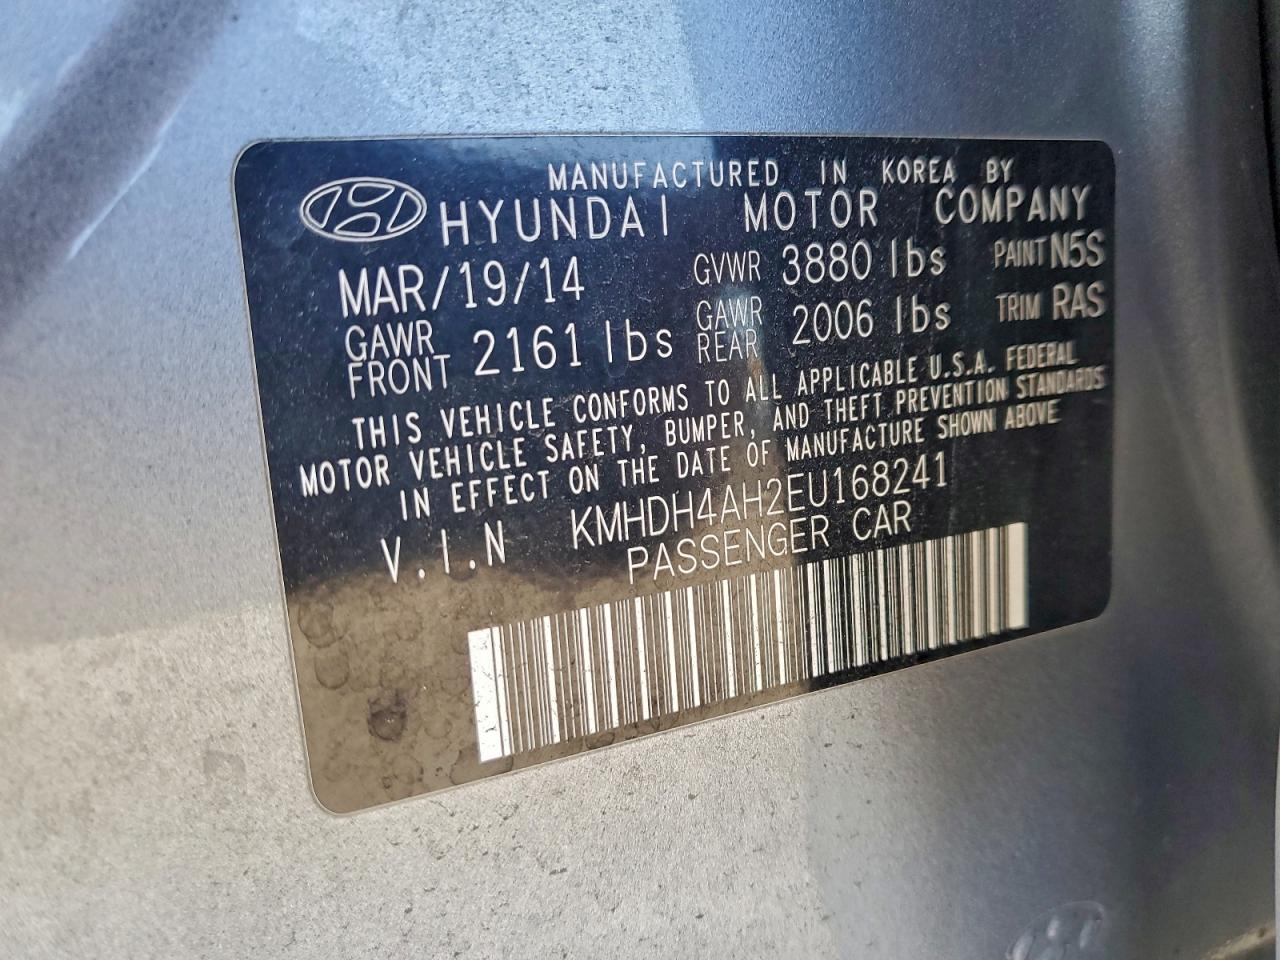 MANUFACTURED IN KOREA BY
HYUNDAI MOTOR COMPANY
MAR/19/14 GVWR 3880 lbs PAINT N5S
GAWR FRONT 2161 lbs GAWR REAR 2006 lbs TRIM RAS
THIS VEHICLE CONFORMS TO ALL APPLICABLE U.S.A. FEDERAL
MOTOR VEHICLE SAFETY, BUMPER, AND THEFT PREVENTION STANDARDS
IN EFFECT ON THE DATE OF MANUFACTURE SHOWN ABOVE
V.I.N KMHDH4AH2EU168241
PASSENGER CAR